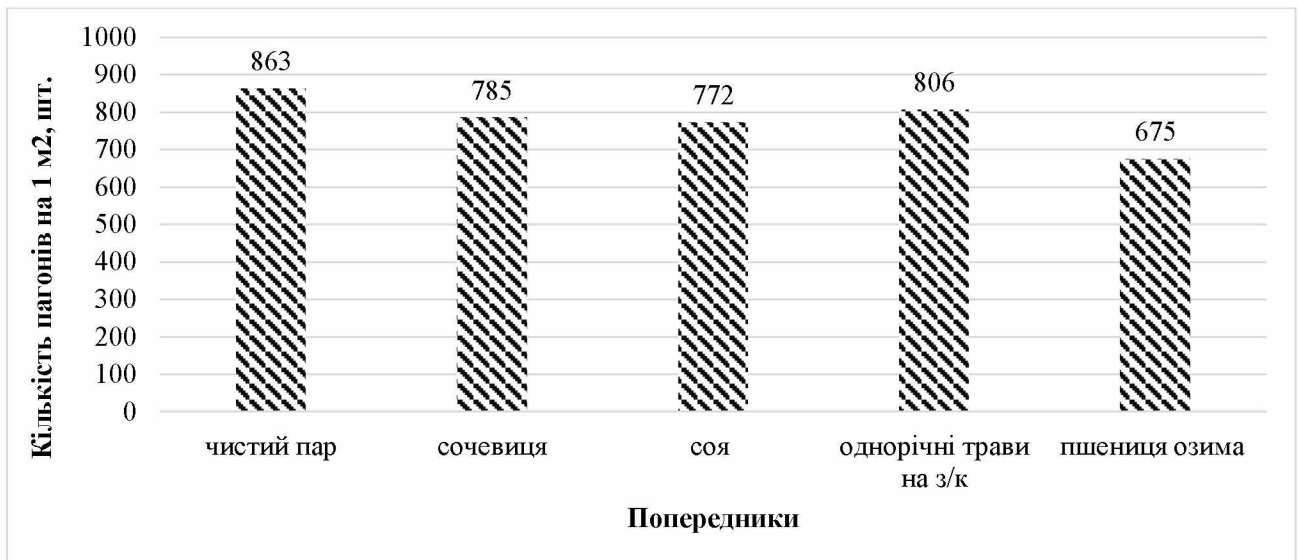 Кількість пагонів на 1 м2, шт.
1000
900
800
700
600
500
400
300
200
100
0
863
785
772
806
675
чистий пар
сочевиця
соя
однорічні трави
на з/к
пшениця озима
Попередники